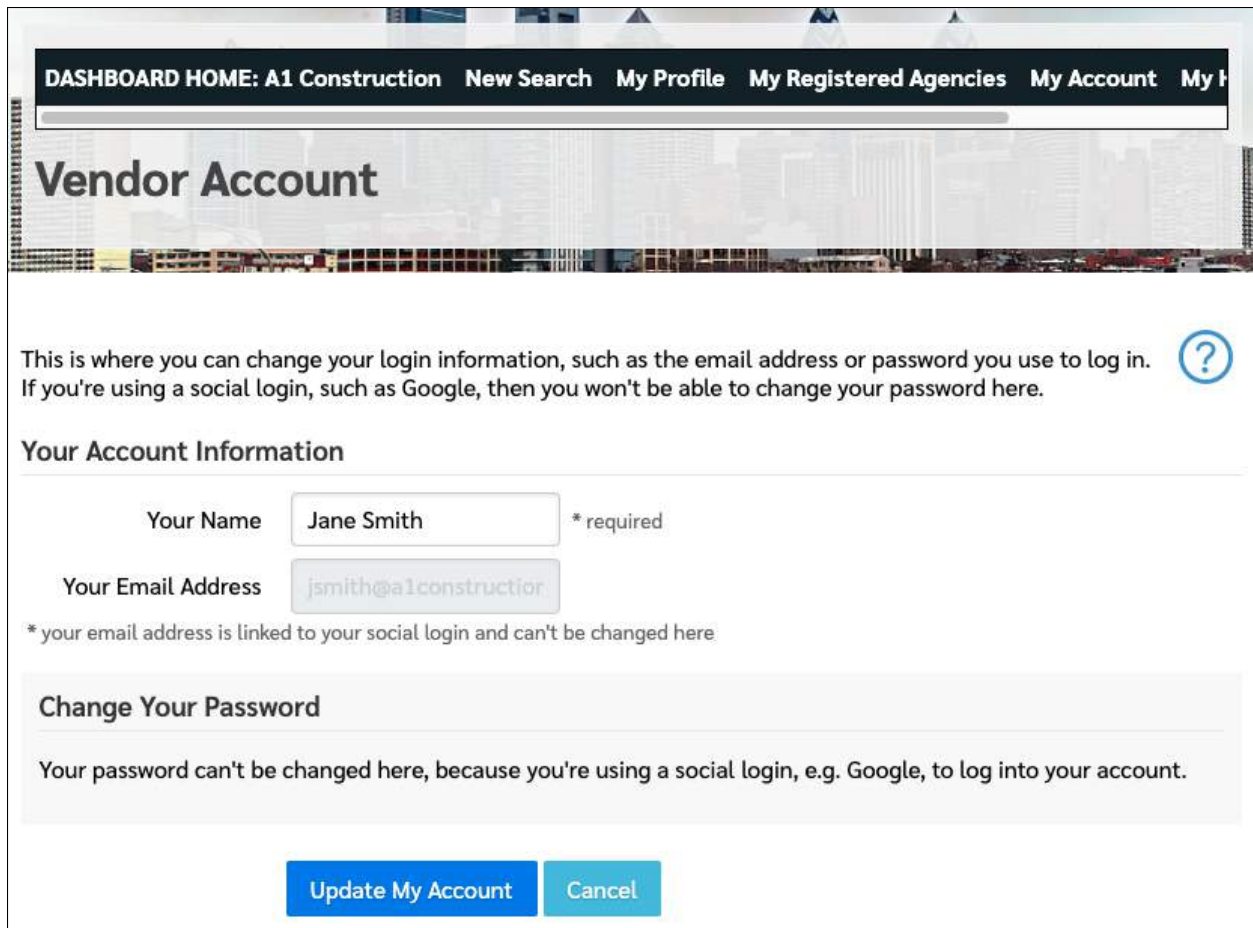 DASHBOARD HOME: A1 Construction New Search My Profile My Registered Agencies My Account My
Vendor Account
This is where you can change your login information, such as the email address or password you use to log in.
If you're using a social login, such as Google, then you won't be able to change your password here.
?
Your Account Information
Your Name Jane Smith * required
Your Email Address jsmith@a1construction
* your email address is linked to your social login and can't be changed here
Change Your Password
Your password can't be changed here, because you're using a social login, e.g. Google, to log into your account.
Update My Account Cancel